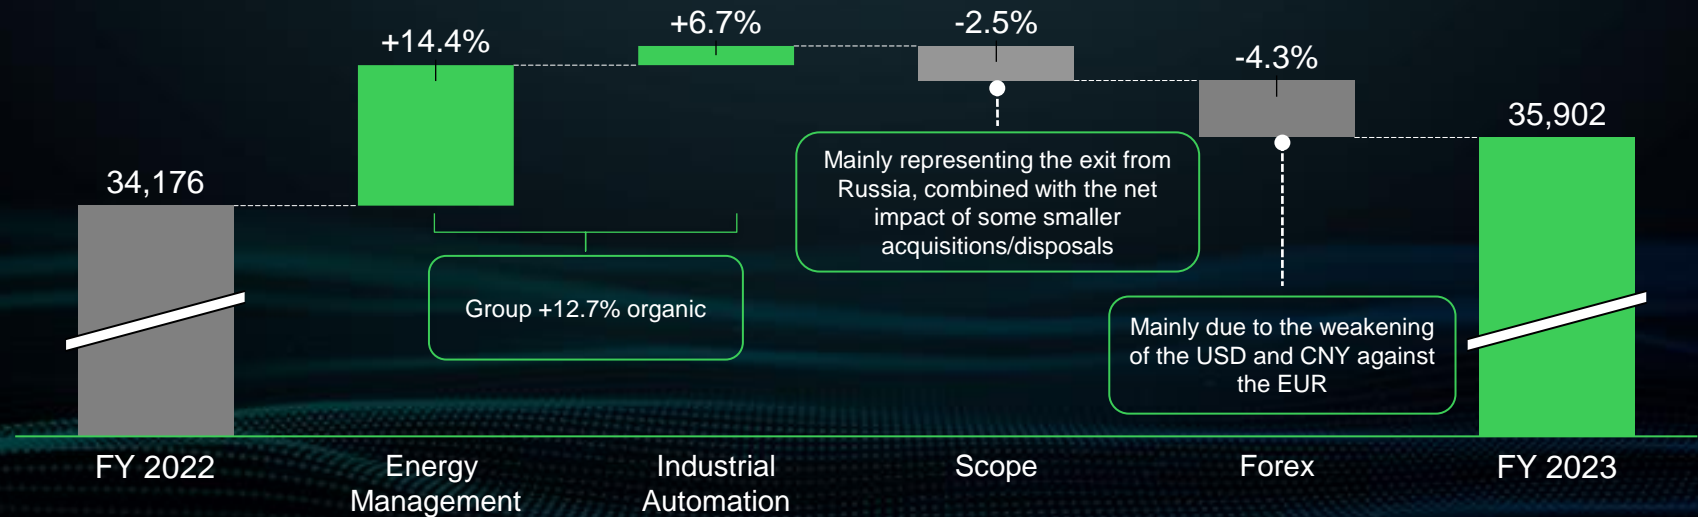 +14.4%
+6.7%
-2.5%
-4.3%
34,176
35,902
Group +12.7% organic
Mainly representing the exit from
Russia, combined with the net
impact of some smaller
acquisitions/disposals
Mainly due to the weakening
of the USD and CNY against
the EUR
FY 2022
Energy
Management
Industrial
Automation
Scope
Forex
FY 2023